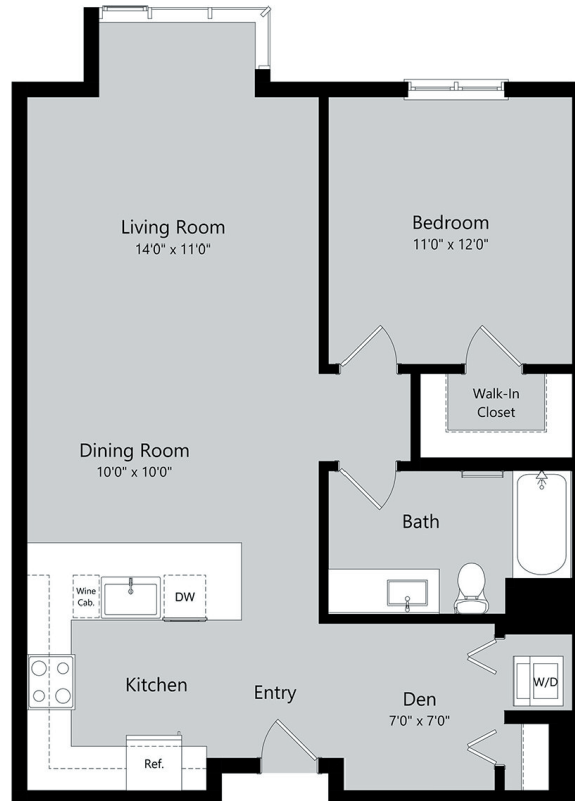 Living Room
14'0" x 11'0"
Bedroom
11'0" x 12'0"
Walk-In
Closet
Dining Room
10'0" x 10'0"
Bath
Wine
Cab.
DW
Kitchen
Entry
Den
7'0" x 7'0"
W/D
Ref.